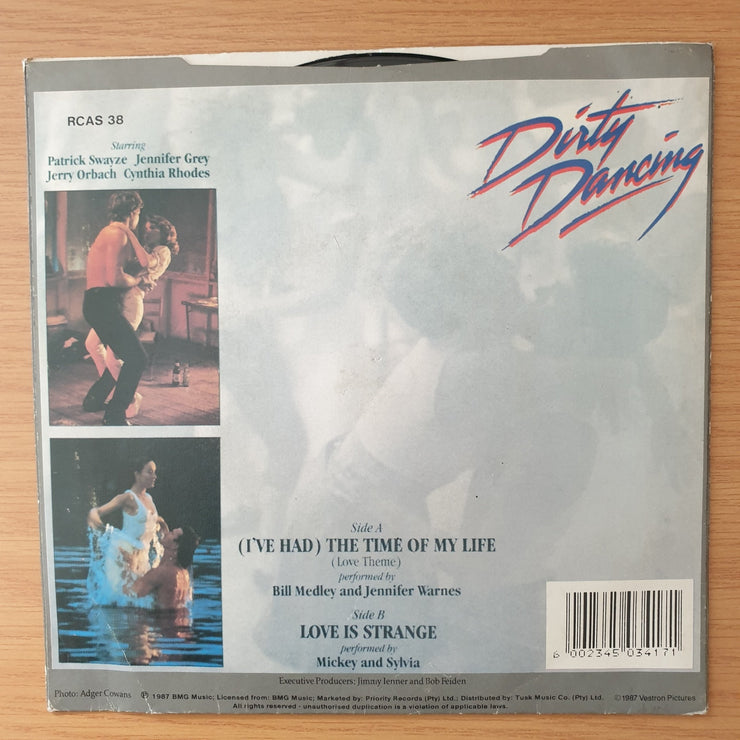 RCAS 38
Dirty
Dancing
Starring
Patrick Swayze Jennifer Grey
Jerry Orbach Cynthia Rhodes
Side A
(I'VE HAD) THE TIME OF MY LIFE
(Love Theme)
performed by
Bill Medley and Jennifer Warnes
Side B
LOVE IS STRANGE
performed by
Mickey and Sylvia
6 002345 034171
Executive Producers: Jimmy Ienner and Bob Feiden
Photo: Adger Cowans ℗ 1987 BMG Music; Licensed from: BMG Music; Marketed by: Priority Records (Pty) Ltd.; Distributed by: Tusk Music Co. (Pty) Ltd. © 1987 Vestron Pictures
All rights reserved - unauthorised duplication is a violation of applicable laws.